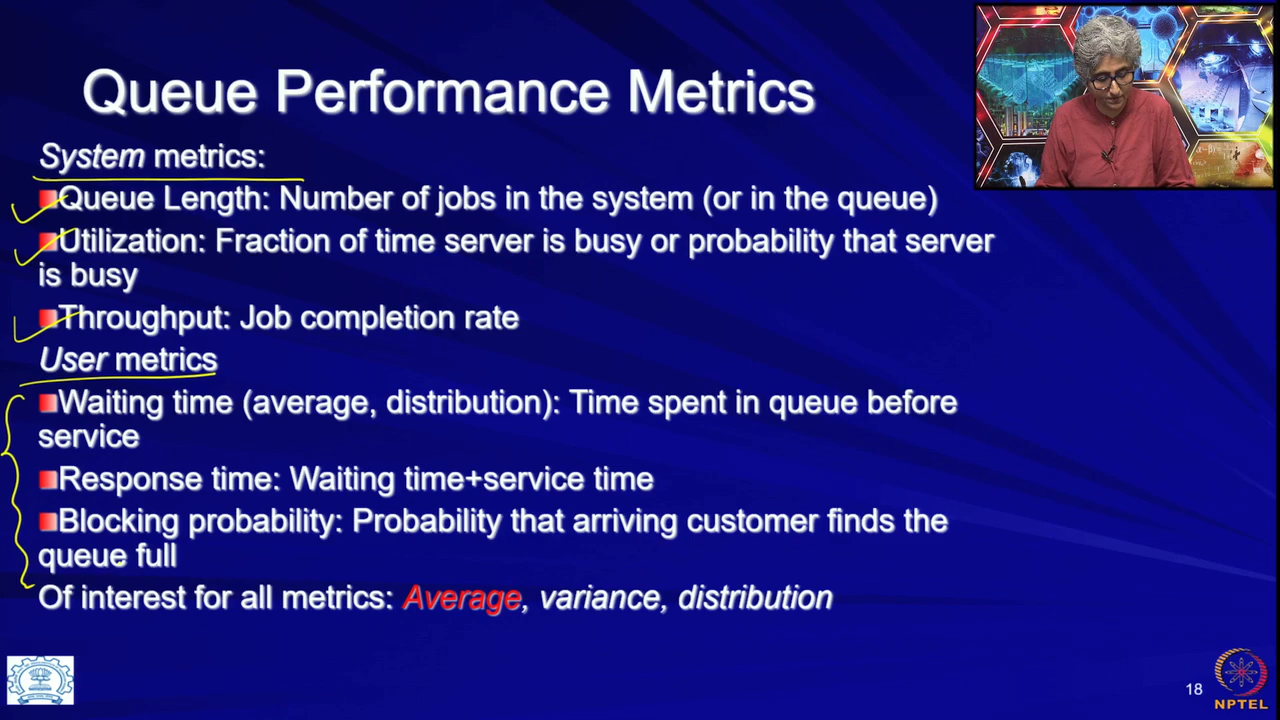 Queue Performance Metrics
System metrics:
Queue Length: Number of jobs in the system (or in the queue)
Utilization: Fraction of time server is busy or probability that server
is busy
Throughput: Job completion rate
User metrics
Waiting time (average, distribution): Time spent in queue before
service
Response time: Waiting time+service time
Blocking probability: Probability that arriving customer finds the
queue full
Of interest for all metrics: Average, variance, distribution
18
NPTEL